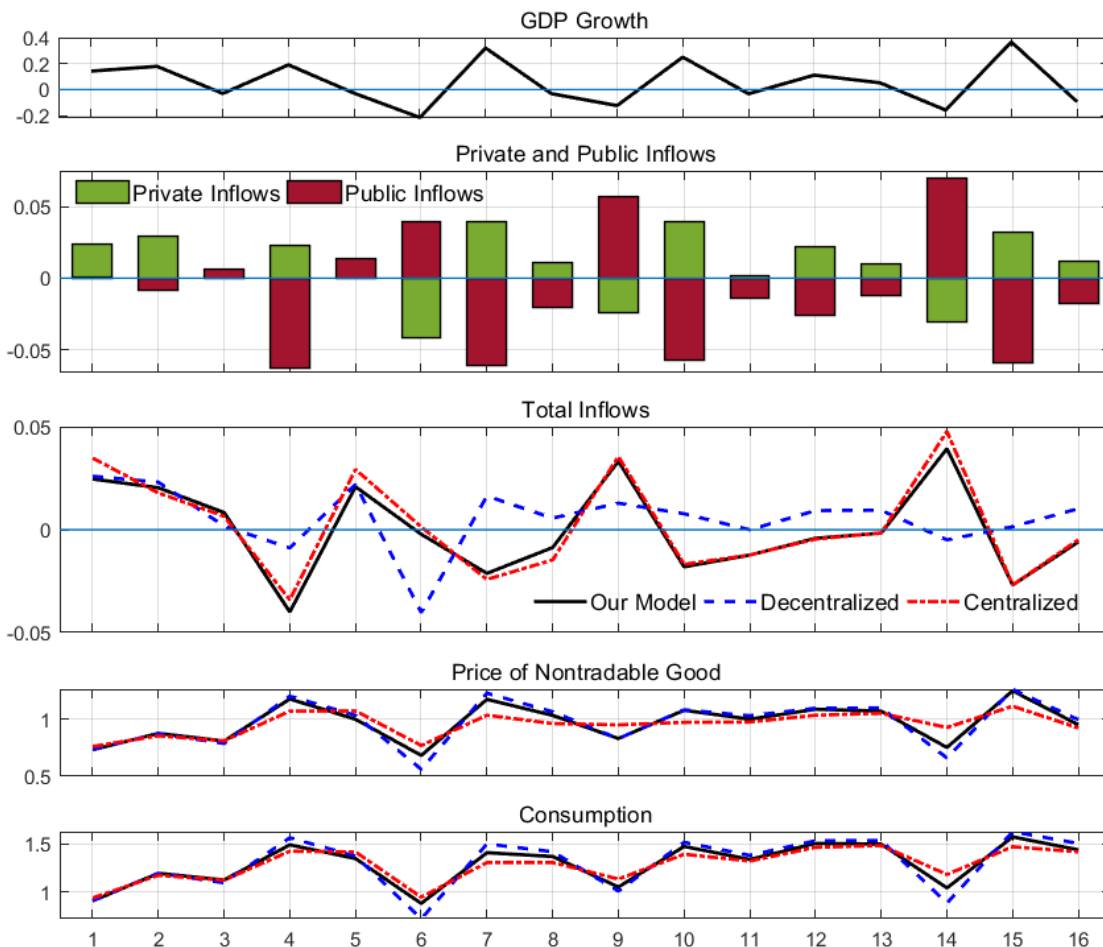 GDP Growth
0.4
0.2
0
-0.2
Private and Public Inflows
Private Inflows Public Inflows
0.05
0
-0.05
Total Inflows
0.05
0
Our Model Decentralized Centralized
-0.05
Price of Nontradable Good
1
0.5
Consumption
1.5
1
1 2 3 4 5 6 7 8 9 10 11 12 13 14 15 16